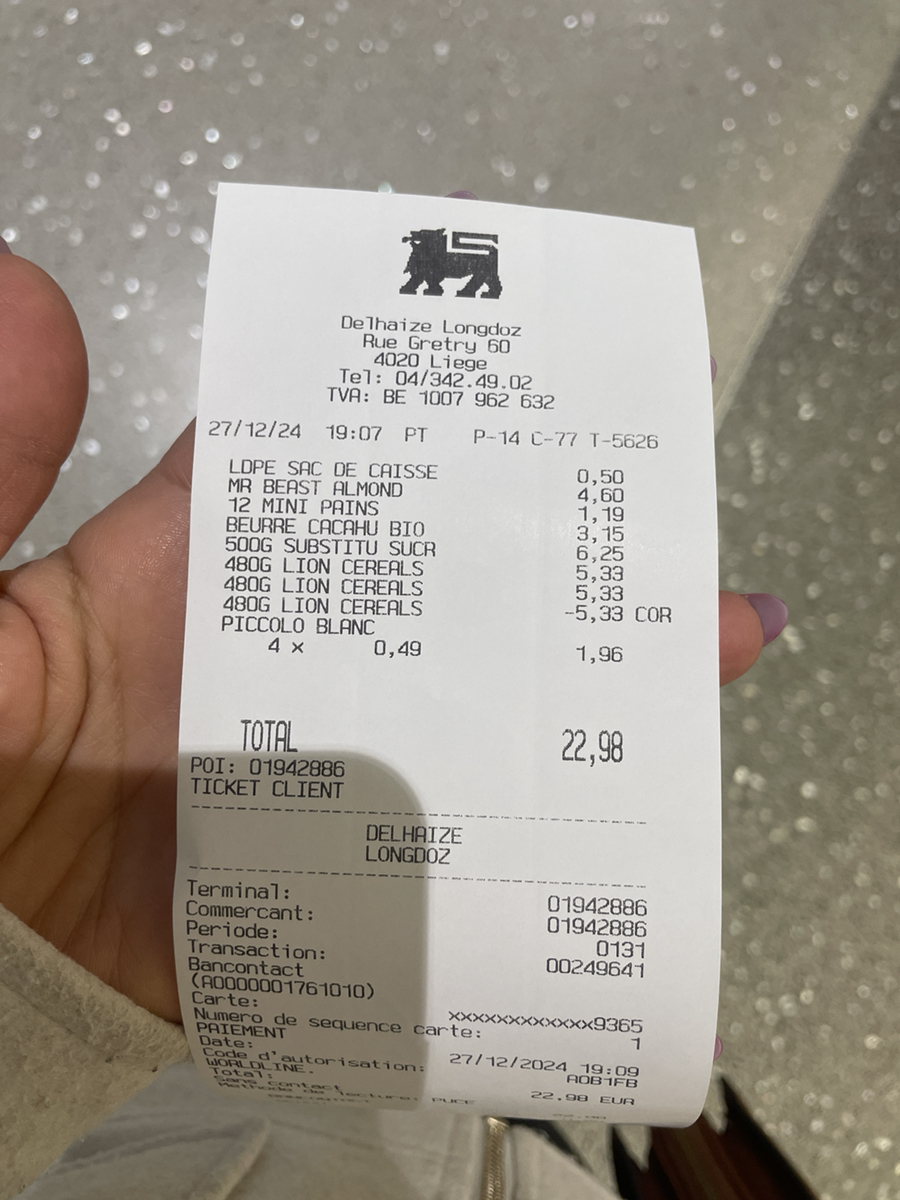 Delhaize Longdoz
Rue Gretry 60
4020 Liege
Tel: 04/342.49.02
TVA: BE 1007 962 632
27/12/24 19:07 PT P-14 C-77 T-5626
LDPE SAC DE CAISSE 0,50
MR BEAST ALMOND 4,60
12 MINI PAINS 1,19
BEURRE CACAHU BIO 3,15
500G SUBSTITU SUCR 6,25
480G LION CEREALS 5,33
480G LION CEREALS 5,33
480G LION CEREALS -5,33 COR
PICCOLO BLANC
4 x 0,49 1,96
TOTAL 22,98
POI: 01942886
TICKET CLIENT
DELHAIZE
LONGDOZ
Terminal: 01942886
Commercant: 01942886
Periode: 0131
Transaction: 00249641
Bancontact
(A0000001761010)
Carte: xxxxxxxxxxxxx9365
Numero de sequence carte: 1
PAIEMENT
Date: 27/12/2024 19:09
Code d'autorisation: A0B1FB
WORLDLINE.
Total: 22.98 EUR
Sans contact
Methode de lecture: PUCE